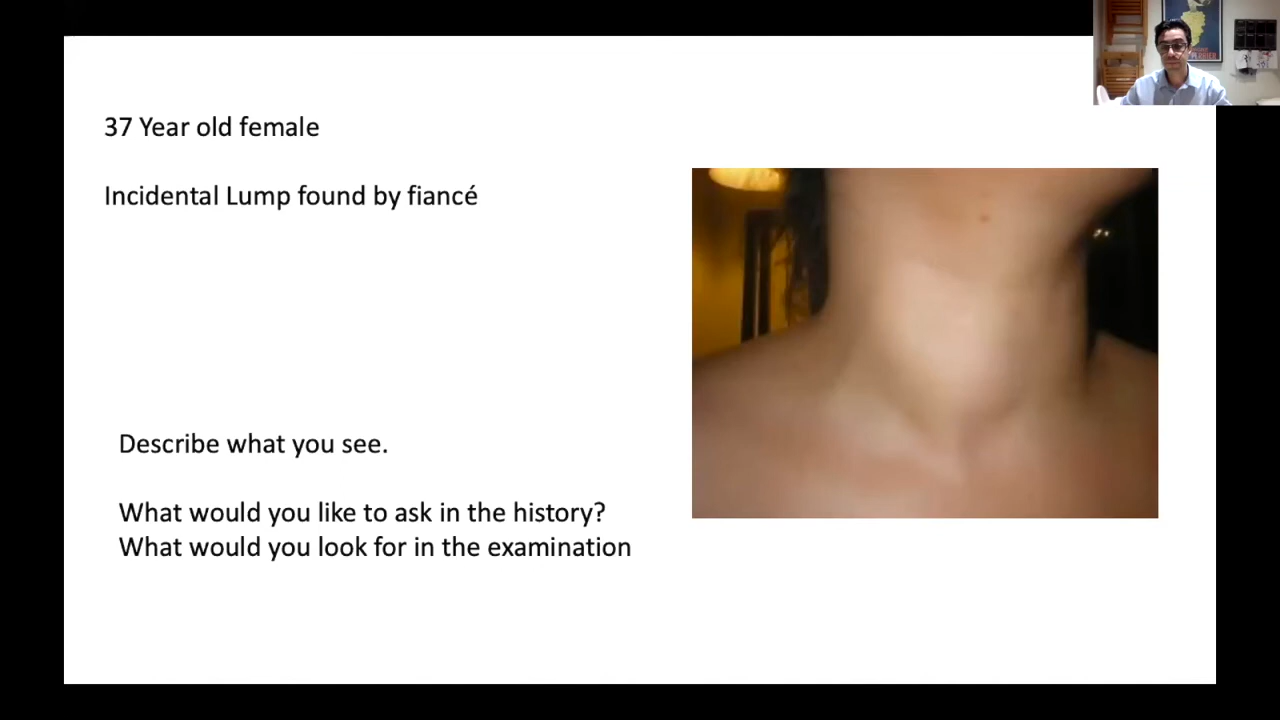 37 Year old female
Incidental Lump found by fiancé
Describe what you see.
What would you like to ask in the history?
What would you look for in the examination